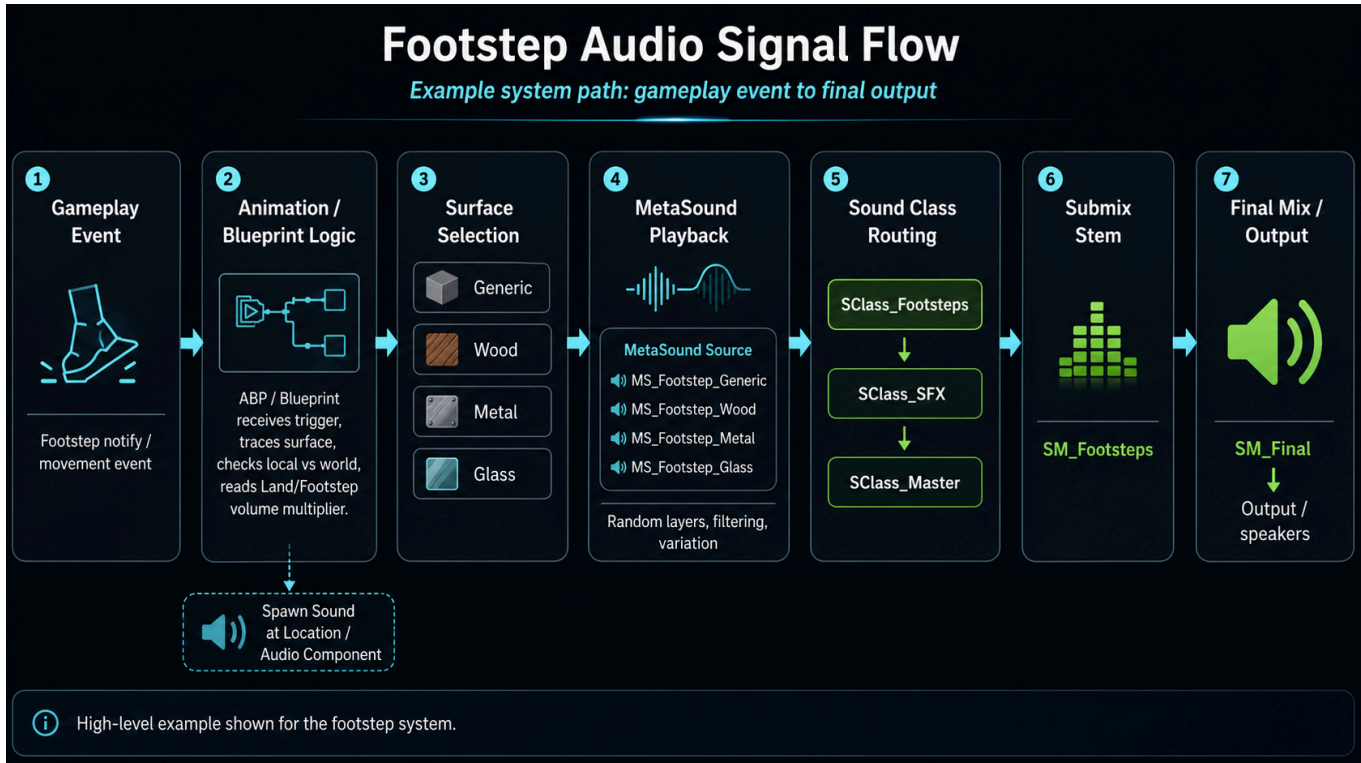 Footstep Audio Signal Flow
Example system path: gameplay event to final output
1
Gameplay
Event
Footstep notify /
movement event
2
Animation /
Blueprint Logic
ABP / Blueprint
receives trigger,
traces surface,
checks local vs world,
reads Land/Footstep
volume multiplier.
Spawn Sound
at Location /
Audio Component
3
Surface
Selection
Generic
Wood
Metal
Glass
4
MetaSound
Playback
MetaSound Source
MS_Footstep_Generic
MS_Footstep_Wood
MS_Footstep_Metal
MS_Footstep_Glass
Random layers, filtering,
variation
5
Sound Class
Routing
SClass_Footsteps
SClass_SFX
SClass_Master
6
Submix
Stem
SM_Footsteps
7
Final Mix /
Output
SM_Final
Output /
speakers
High-level example shown for the footstep system.